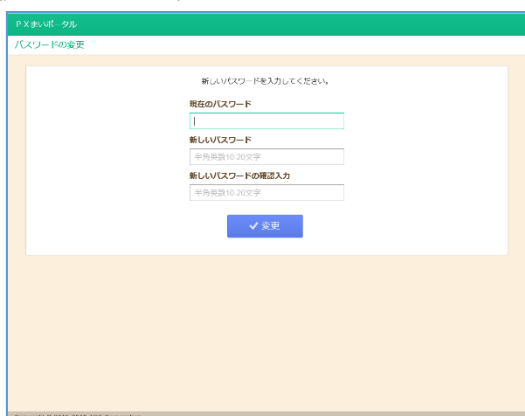 ＰＸまいポータル
パスワードの変更
新しいパスワードを入力してください。
現在のパスワード
新しいパスワード
半角英数10-20文字
新しいパスワードの確認入力
半角英数10-20文字
✓変更